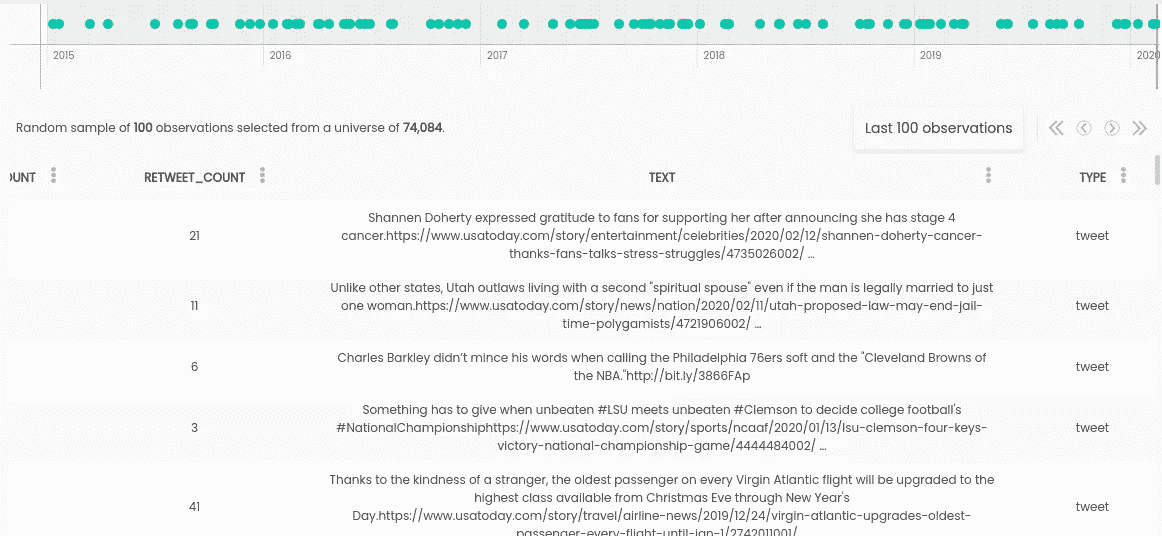 2015 2016 2017 2018 2019 2020
Random sample of 100 observations selected from a universe of 74,084.
Last 100 observations
RETWEET_COUNT TEXT TYPE
Shannen Doherty expressed gratitude to fans for supporting her after announcing she has stage 4
21 cancer.https://www.usatoday.com/story/entertainment/celebrities/2020/02/12/shannen-doherty-cancer- tweet
thanks-fans-talks-stress-struggles/4735026002/ …
Unlike other states, Utah outlaws living with a second "spiritual spouse" even if the man is legally married to just
11 one woman.https://www.usatoday.com/story/news/nation/2020/02/11/utah-proposed-law-may-end-jail- tweet
time-polygamists/4721906002/ …
Charles Barkley didn’t mince his words when calling the Philadelphia 76ers soft and the "Cleveland Browns of
6 tweet
the NBA."http://bit.ly/3866FAp
Something has to give when unbeaten #LSU meets unbeaten #Clemson to decide college football's
3 #NationalChampionshiphttps://www.usatoday.com/story/sports/ncaaf/2020/01/13/lsu-clemson-four-keys- tweet
victory-national-championship-game/4444484002/ …
Thanks to the kindness of a stranger, the oldest passenger on every Virgin Atlantic flight will be upgraded to the
highest class available from Christmas Eve through New Year's
41 tweet
Day.https://www.usatoday.com/story/travel/airline-news/2019/12/24/virgin-atlantic-upgrades-oldest-
passenger-every-flight-until-jan-1/2742011001/